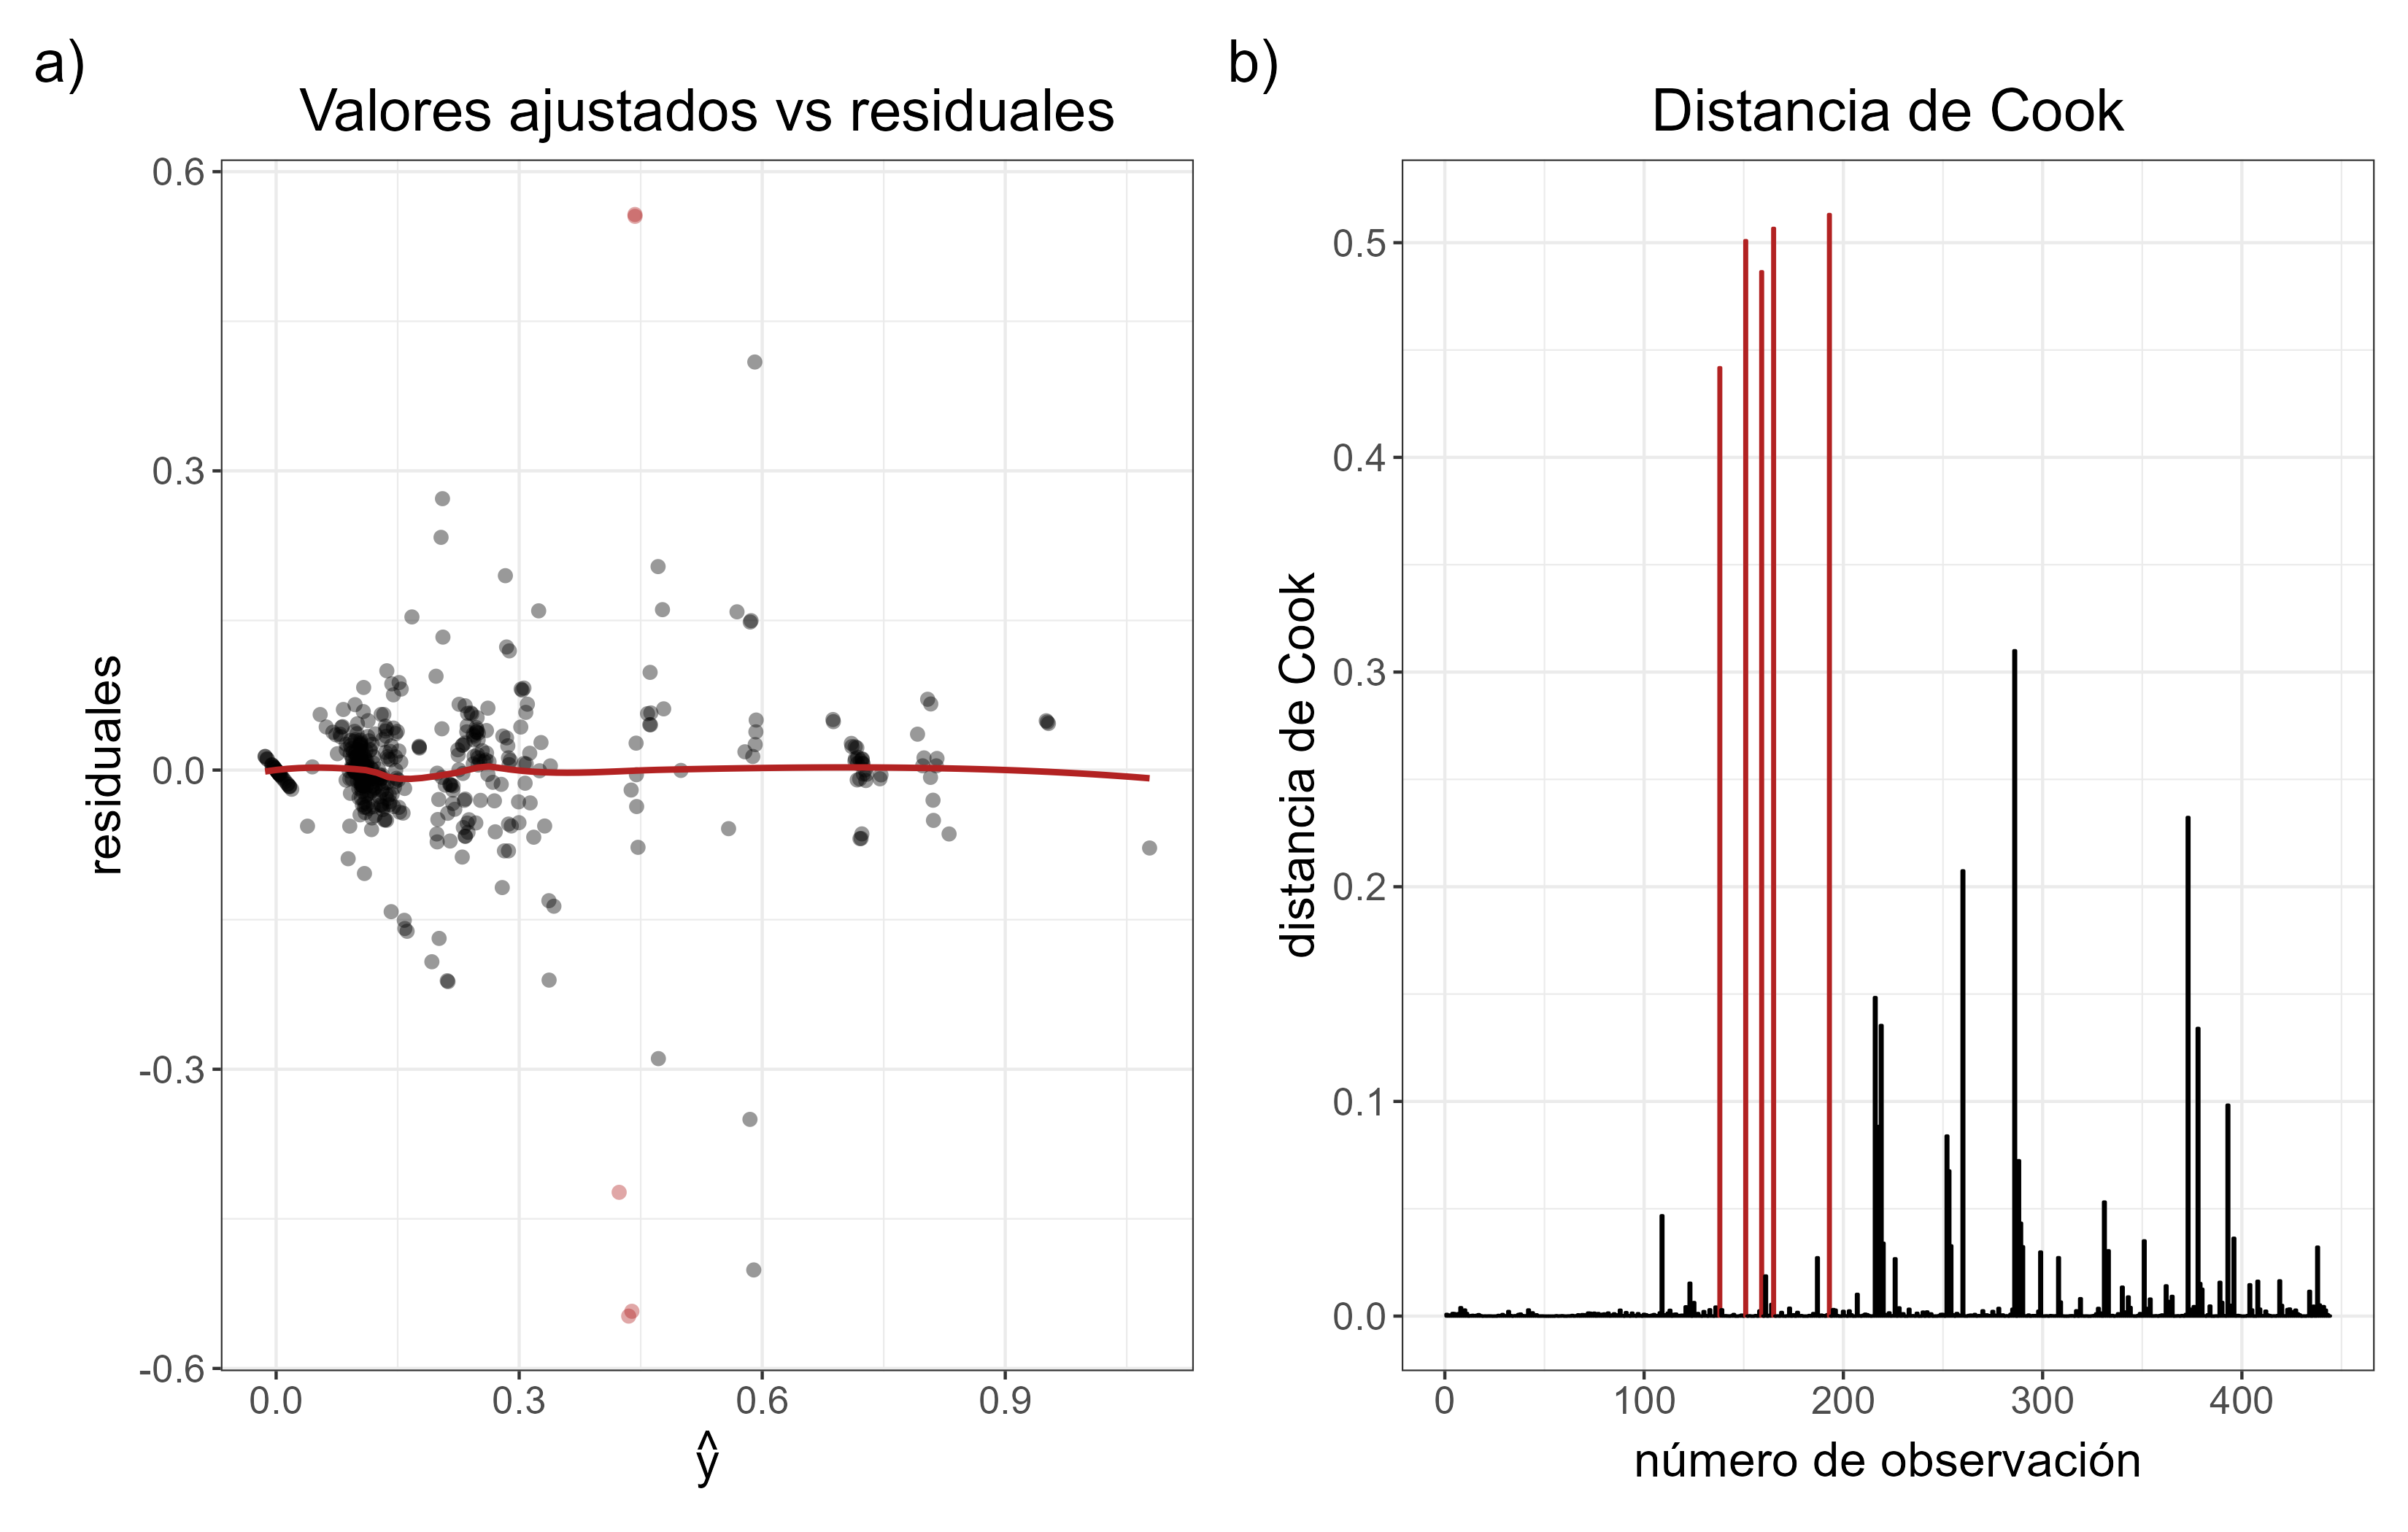 a)
Valores ajustados vs residuales
0.6
0.3
0.0
-0.3
-0.6
residuales
0.0 0.3 0.6 0.9
ŷ
b)
Distancia de Cook
0.5
0.4
0.3
0.2
0.1
0.0
distancia de Cook
0 100 200 300 400
número de observación